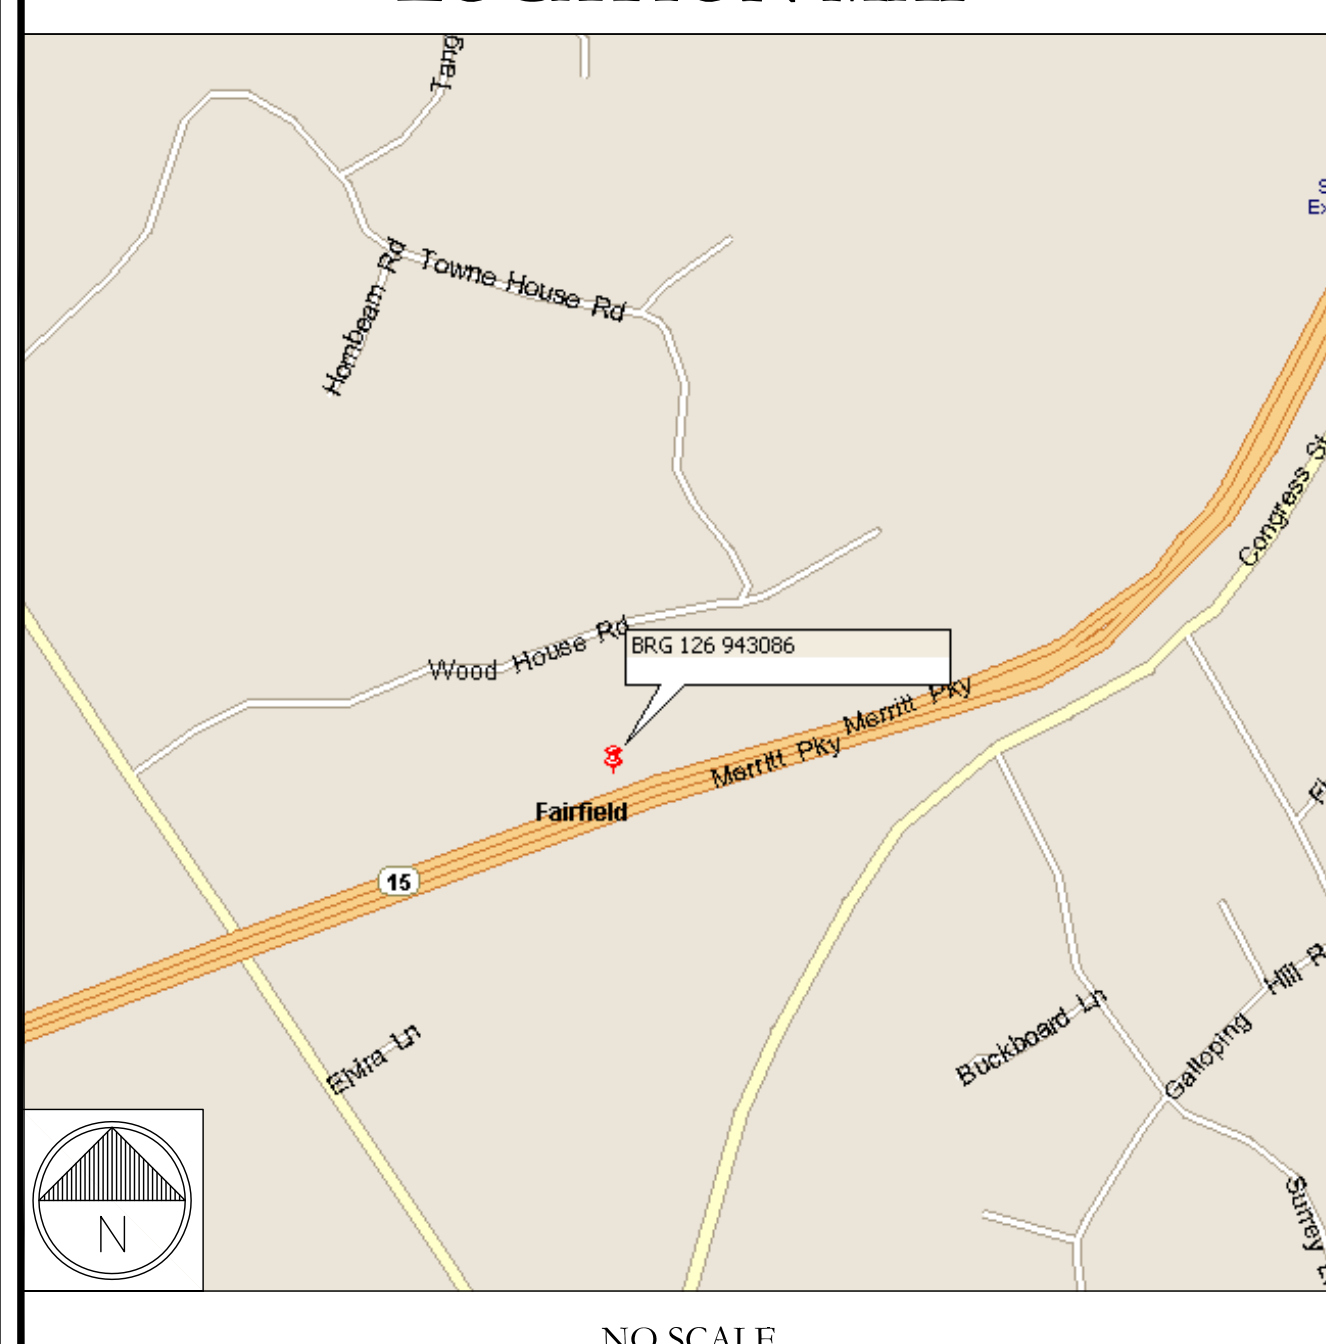 Tang
Hornbeam Rd
Towne House Rd
Congress St
Wood House Rd
BRG 126 943086
Merritt Pky
Merritt Pky
Fairfield
15
Elvira Ln
Buckboard Ln
Galloping
Hill R
Surrey
N
NO SCALE